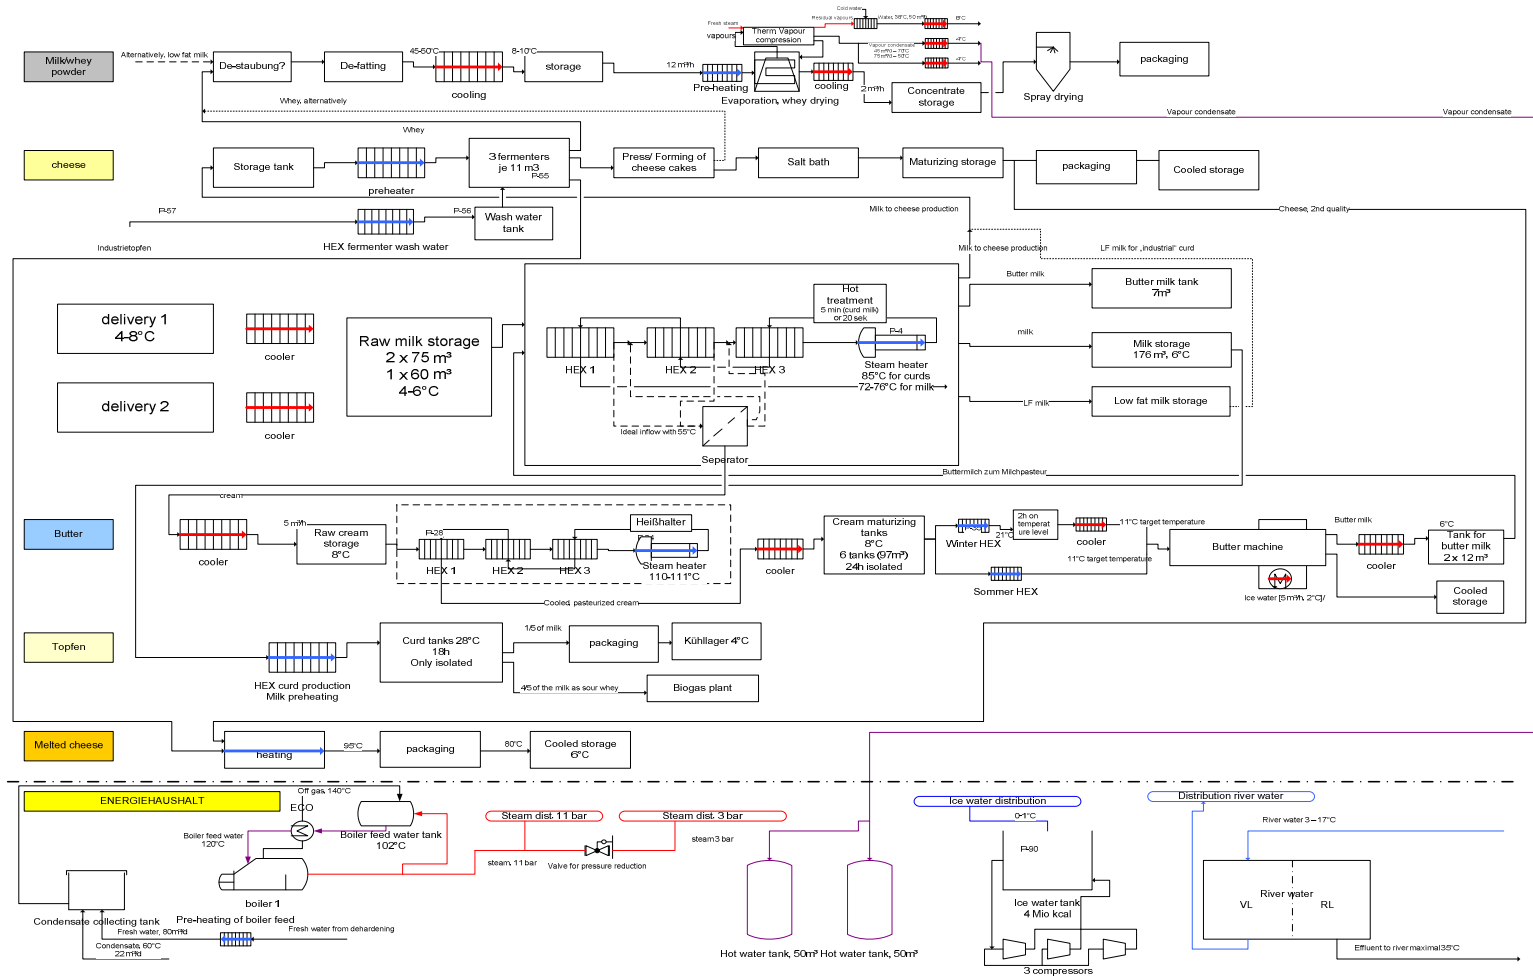 Cold water
Fresh steam
Residual vapours
Water, 38°C, 50 m³/h
8°C
Therm Vapour
compression
vapours
Vapour condensate
<4°C
<4°C
Milk/whey
powder
Alternatively, low fat milk
De-staubung?
De-fatting
45-50°C
cooling
8-10°C
storage
12 m³/h
Pre-heating
Evaporation, whey drying
cooling
2 m³/h
Concentrate
storage
Spray drying
packaging
Whey, alternatively
Vapour condensate
Vapour condensate
Whey
cheese
Storage tank
preheater
3 fermenters
je 11 m3
P-55
Press/ Forming of
cheese cakes
Salt bath
Maturizing storage
packaging
Cooled storage
P-57
P-56
Wash water
tank
HEX fermenter wash water
Industrietopfen
Milk to cheese production
Cheese, 2nd quality
Milk to cheese production
LF milk for „industrial“ curd
Butter milk
Butter milk tank
7m³
delivery 1
4-8°C
cooler
Raw milk storage
2 x 75 m³
1 x 60 m³
4-6°C
Hot
treatment
5 min (curd milk)
or 20 sek
P-4
HEX 1
HEX 2
HEX 3
Steam heater
85°C for curds
72-76°C for milk
milk
Milk storage
176 m³, 6°C
delivery 2
cooler
LF milk
Low fat milk storage
Ideal inflow with 55°C
Seperator
Buttermilch zum Milchpasteur
cream
Butter
cooler
5 m³/h
Raw cream
storage
8°C
P-28
HEX 1
HEX 2
HEX 3
Heißhalter
Steam heater
110-111°C
Cooled, pasteurized cream
cooler
Cream maturizing
tanks
8°C
6 tanks (97m³)
24h isolated
Winter HEX
21°C
2h on
temperat
ure level
cooler
11°C target temperature
11°C target temperature
Sommer HEX
Butter machine
Ice water [5 m³/h, 2°C]/
Butter milk
cooler
6°C
Tank for
butter milk
2 x 12 m³
Cooled
storage
Topfen
HEX curd production
Milk preheating
Curd tanks 28°C
18h
Only isolated
1/5 of milk
packaging
Kühllager 4°C
4/5 of the milk as sour whey
Biogas plant
Melted cheese
heating
95°C
packaging
80°C
Cooled storage
6°C
ENERGIEHAUSHALT
Off gas, 140°C
ECO
Boiler feed water
120°C
Boiler feed water tank
102°C
boiler 1
Steam dist. 11 bar
Steam dist. 3 bar
steam, 11 bar
Valve for pressure reduction
steam 3 bar
Condensate collecting tank
Pre-heating of boiler feed
Fresh water, 80m³/d
Fresh water from dehardening
Condensate, 60°C
22 m³/d
Hot water tank, 50m³
Hot water tank, 50m³
Ice water distribution
0-1°C
P-90
Ice water tank
4 Mio kcal
3 compressors
Distribution river water
River water 3 – 17°C
River water
VL
RL
Effluent to river maximal 35°C